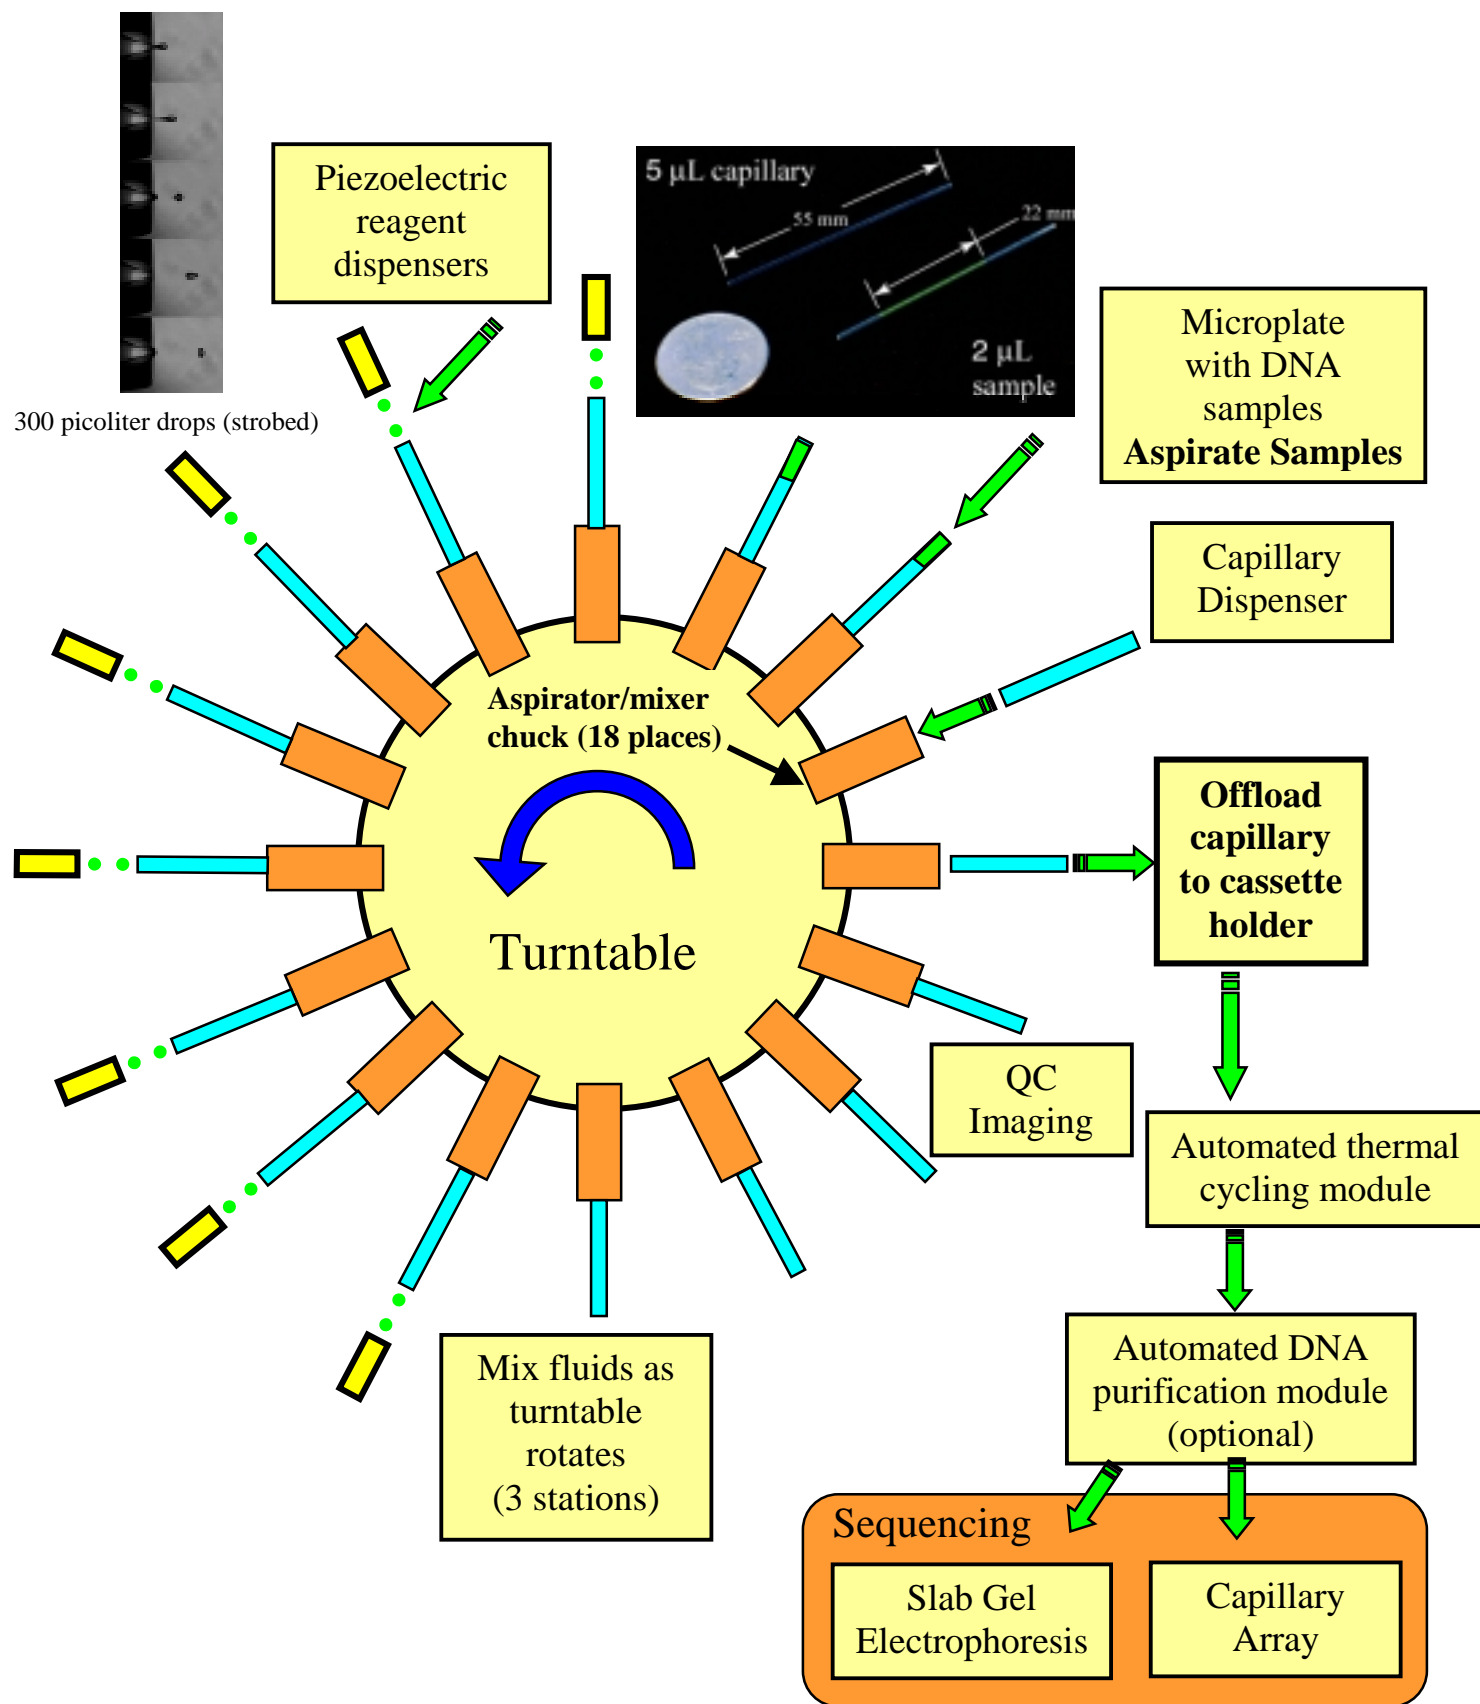 Piezoelectric
reagent
dispensers
5 µL capillary
55 mm
22 mm
2 µL
sample
Microplate
with DNA
samples
Aspirate Samples
300 picoliter drops (strobed)
Capillary
Dispenser
Aspirator/mixer
chuck (18 places)
Turntable
Offload
capillary
to cassette
holder
QC
Imaging
Automated thermal
cycling module
Mix fluids as
turntable
rotates
(3 stations)
Automated DNA
purification module
(optional)
Sequencing
Slab Gel
Electrophoresis
Capillary
Array